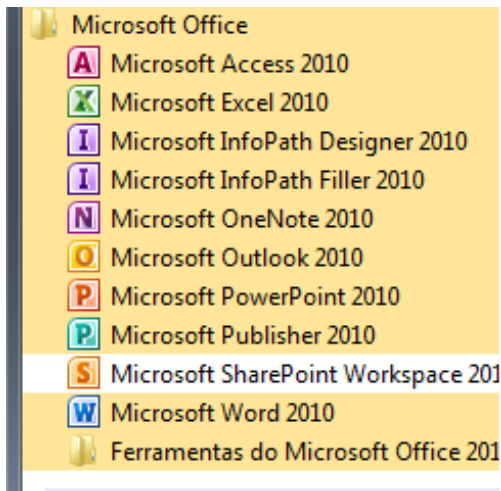 Microsoft Office
Microsoft Access 2010
Microsoft Excel 2010
Microsoft InfoPath Designer 2010
Microsoft InfoPath Filler 2010
Microsoft OneNote 2010
Microsoft Outlook 2010
Microsoft PowerPoint 2010
Microsoft Publisher 2010
Microsoft SharePoint Workspace 201
Microsoft Word 2010
Ferramentas do Microsoft Office 201